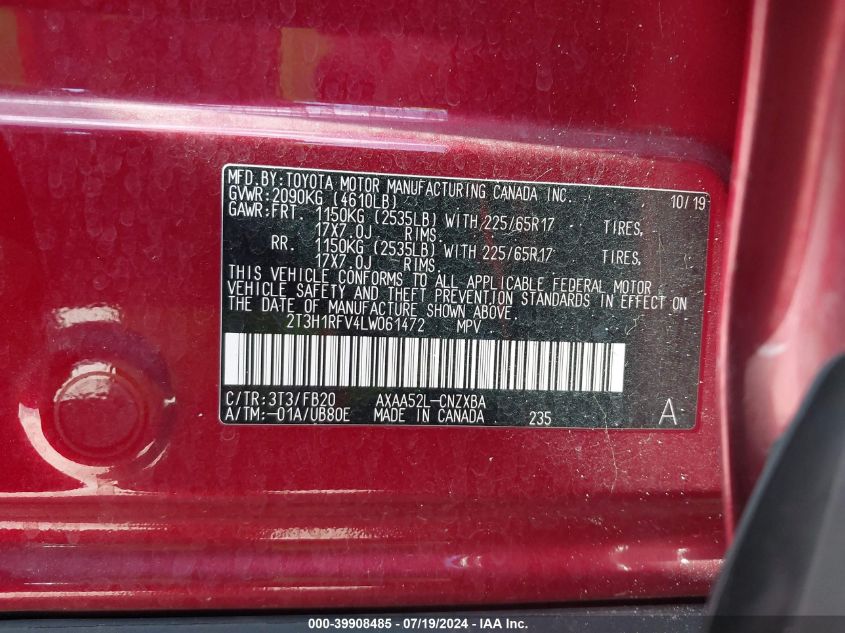 MFD.BY:TOYOTA MOTOR MANUFACTURING CANADA INC. 10/19
GVWR:2090KG (4610LB)
GAWR:FRT. 1150KG (2535LB) WITH 225/65R17 TIRES,
17X7.0J RIMS,
RR. 1150KG (2535LB) WITH 225/65R17 TIRES,
17X7.0J RIMS.
THIS VEHICLE CONFORMS TO ALL APPLICABLE FEDERAL MOTOR
VEHICLE SAFETY AND THEFT PREVENTION STANDARDS IN EFFECT ON
THE DATE OF MANUFACTURE SHOWN ABOVE.
2T3H1RFV4LW061472 MPV
C/TR:3T3/FB20 AXAA52L-CNZXBA
A/TM:-01A/UB80E MADE IN CANADA 235 A
000-39908485 - 07/19/2024 - IAA Inc.